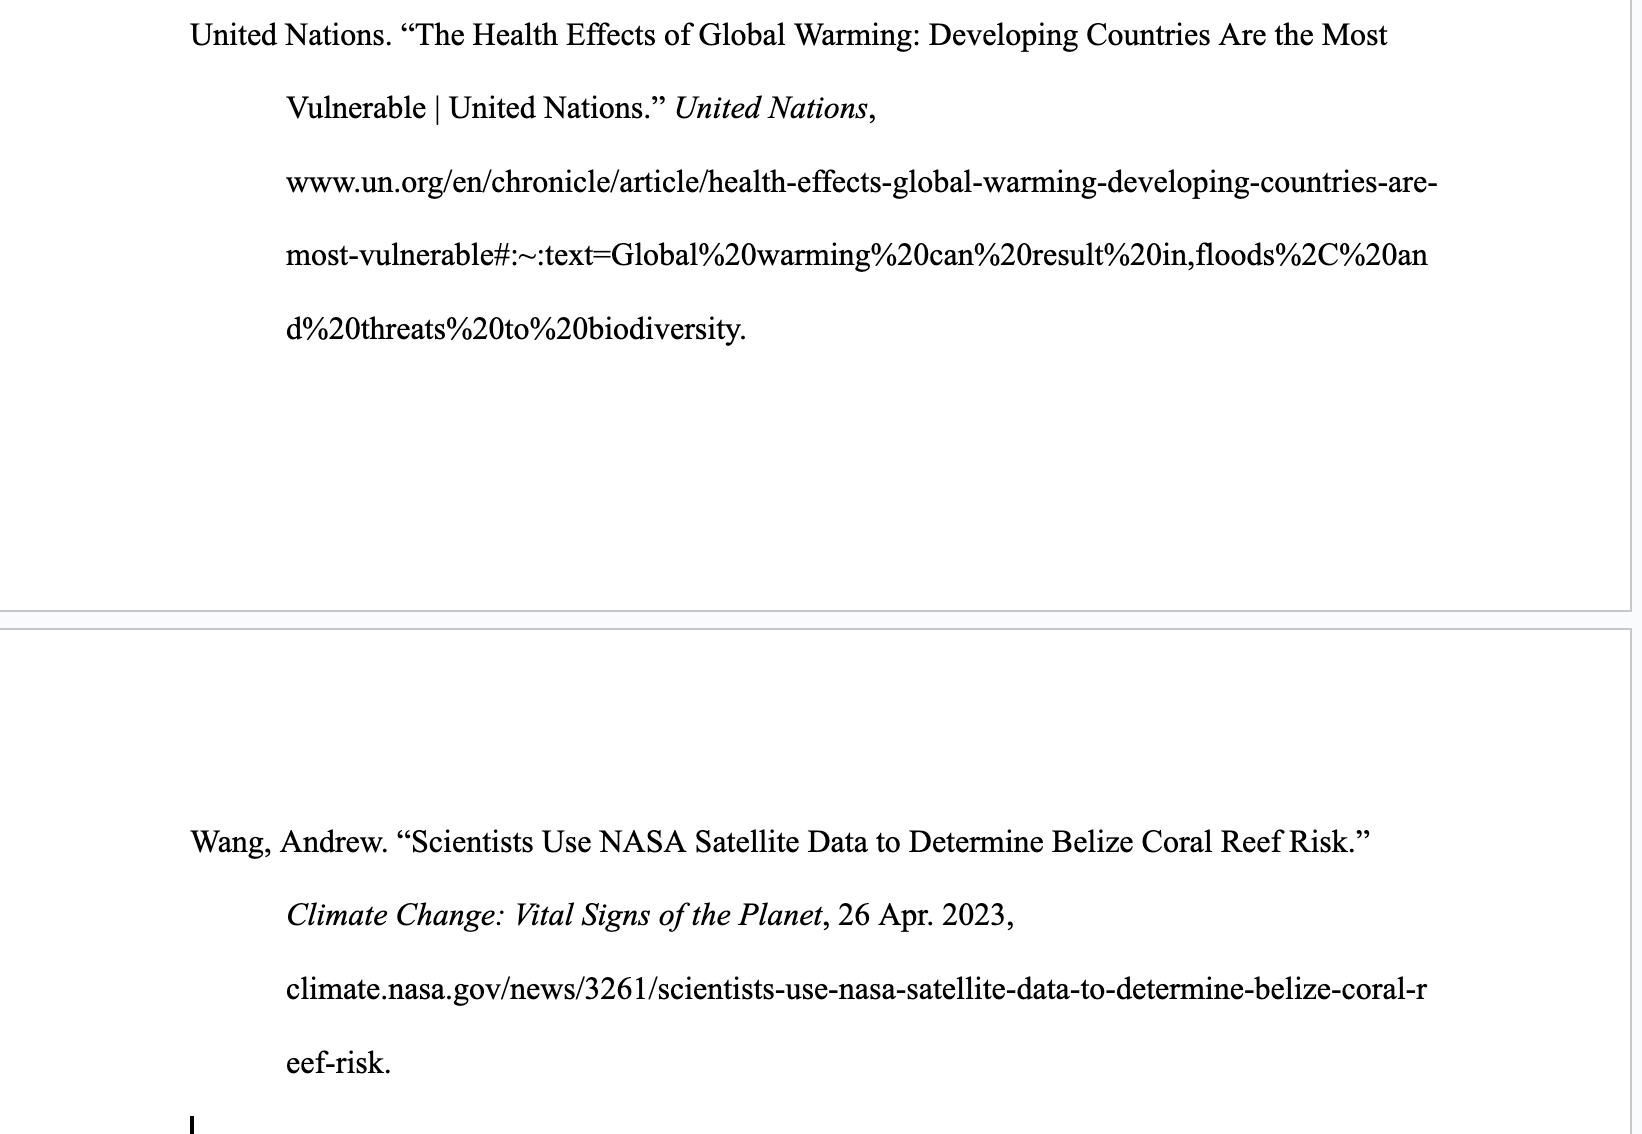 United Nations. “The Health Effects of Global Warming: Developing Countries Are the Most
Vulnerable | United Nations.” United Nations,
www.un.org/en/chronicle/article/health-effects-global-warming-developing-countries-are-
most-vulnerable#:~:text=Global%20warming%20can%20result%20in,floods%2C%20an
d%20threats%20to%20biodiversity.
Wang, Andrew. “Scientists Use NASA Satellite Data to Determine Belize Coral Reef Risk.”
Climate Change: Vital Signs of the Planet, 26 Apr. 2023,
climate.nasa.gov/news/3261/scientists-use-nasa-satellite-data-to-determine-belize-coral-r
eef-risk.